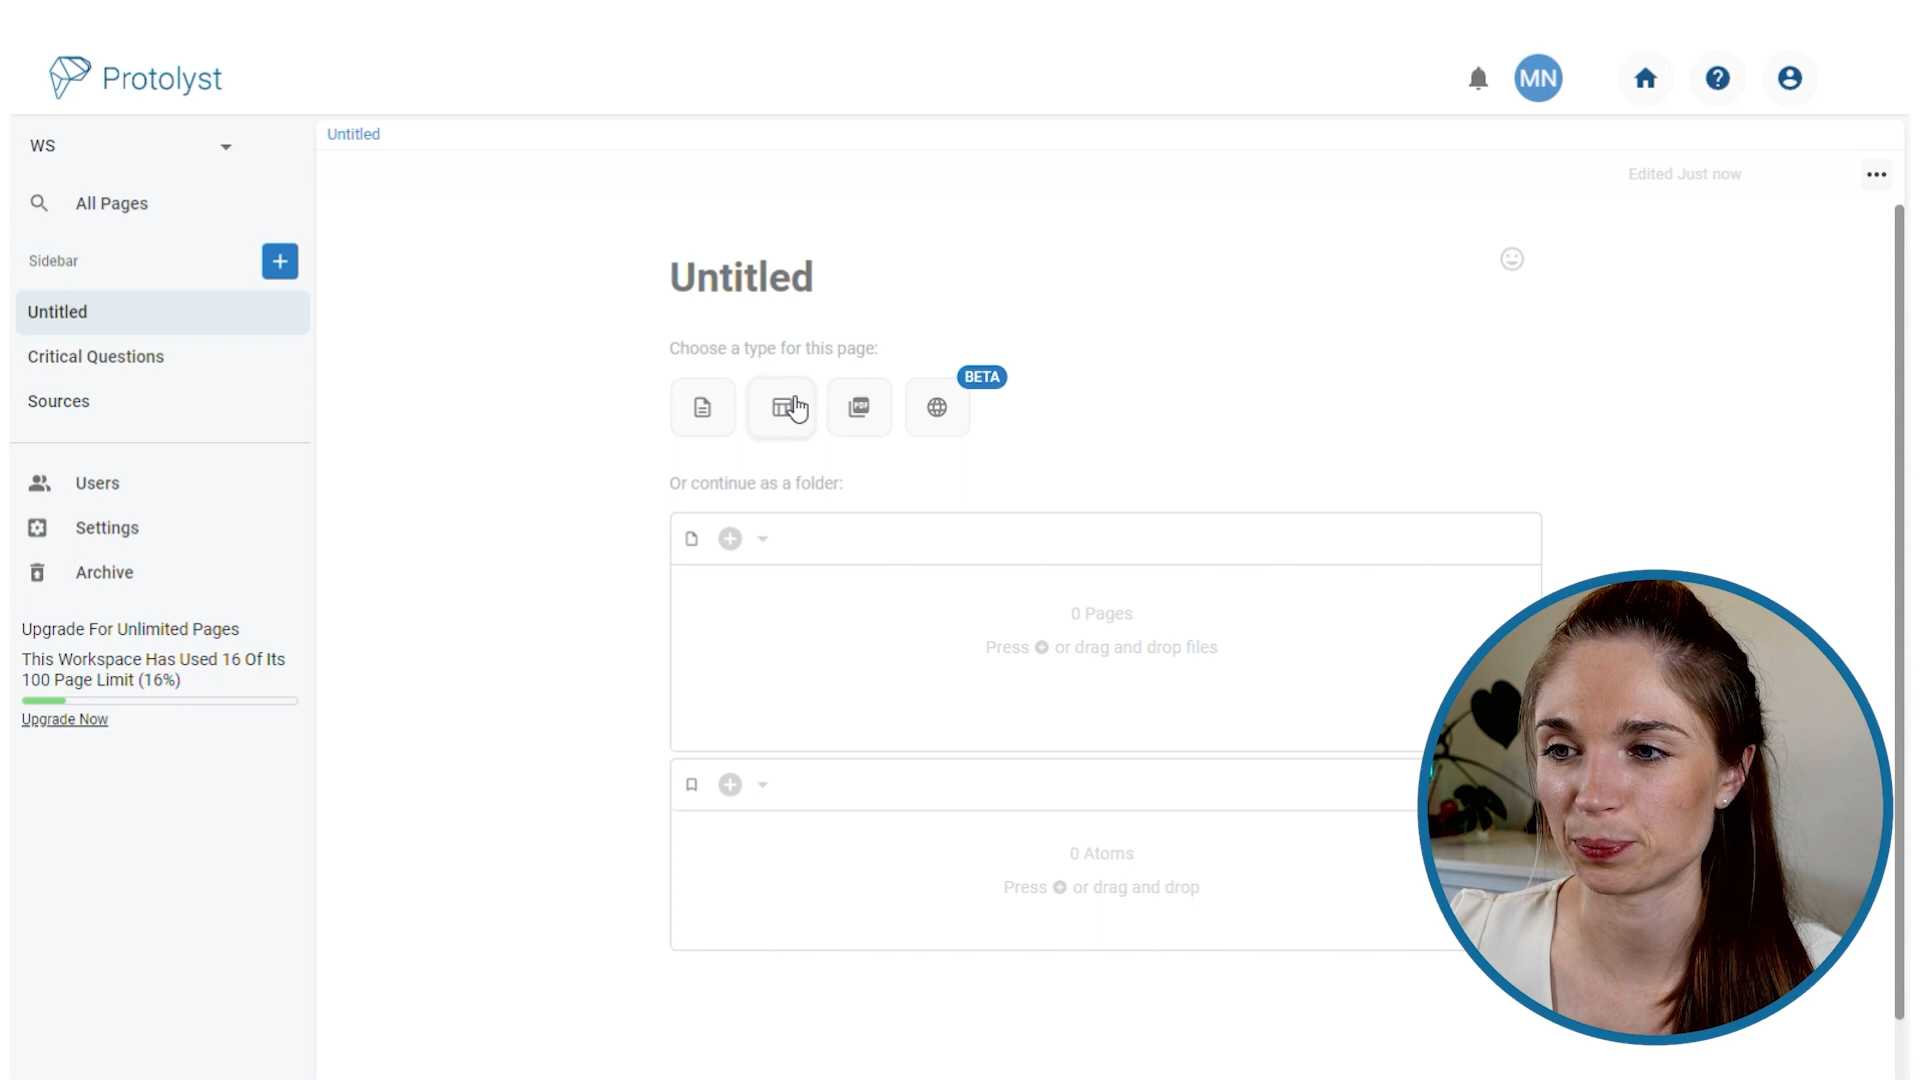 Protolyst
MN
WS
Untitled
Edited Just now
All Pages
Sidebar
Untitled
Critical Questions
Sources
Users
Settings
Archive
Upgrade For Unlimited Pages
This Workspace Has Used 16 Of Its
100 Page Limit (16%)
Upgrade Now
Untitled
Choose a type for this page:
BETA
PDF
Or continue as a folder:
0 Pages
Press or drag and drop files
0 Atoms
Press or drag and drop